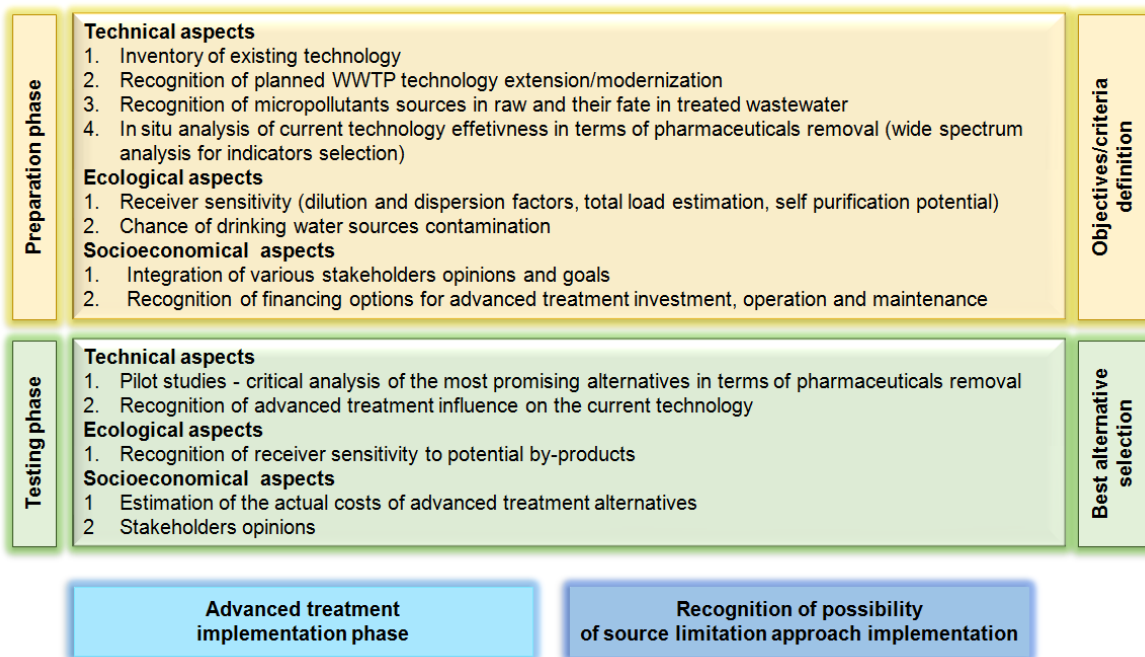 Preparation phase
Technical aspects
1. Inventory of existing technology
2. Recognition of planned WWTP technology extension/modernization
3. Recognition of micropollutants sources in raw and their fate in treated wastewater
4. In situ analysis of current technology effetivness in terms of pharmaceuticals removal (wide spectrum
analysis for indicators selection)
Ecological aspects
1. Receiver sensitivity (dilution and dispersion factors, total load estimation, self purification potential)
2. Chance of drinking water sources contamination
Socioeconomical aspects
1. Integration of various stakeholders opinions and goals
2. Recognition of financing options for advanced treatment investment, operation and maintenance
Objectives/criteria
definition
Testing phase
Technical aspects
1. Pilot studies - critical analysis of the most promising alternatives in terms of pharmaceuticals removal
2. Recognition of advanced treatment influence on the current technology
Ecological aspects
1. Recognition of receiver sensitivity to potential by-products
Socioeconomical aspects
1 Estimation of the actual costs of advanced treatment alternatives
2 Stakeholders opinions
Best alternative
selection
Advanced treatment
implementation phase
Recognition of possibility
of source limitation approach implementation